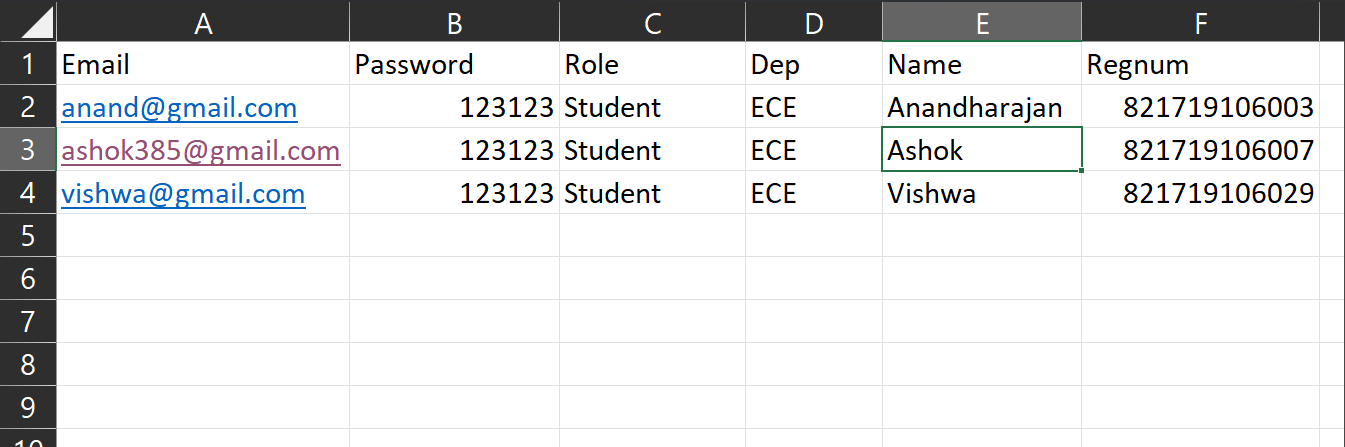 A B C D E F
1 Email Password Role Dep Name Regnum
2 anand@gmail.com 123123 Student ECE Anandharajan 821719106003
3 ashok385@gmail.com 123123 Student ECE Ashok 821719106007
4 vishwa@gmail.com 123123 Student ECE Vishwa 821719106029
5
6
7
8
9
10